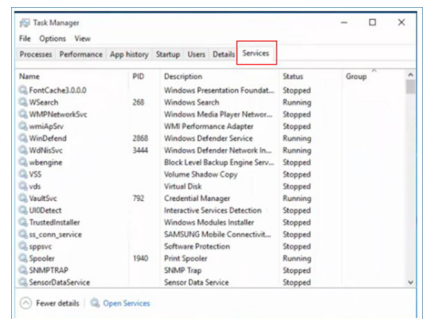 Task Manager
File Options View
Processes Performance App history Startup Users Details Services
Name PID Description Status Group
FontCache3.0.0.0 Windows Presentation Foundat... Stopped
WSearch 268 Windows Search Running
WMPNetworkSvc Windows Media Player Networ... Stopped
wmiApSrv WMI Performance Adapter Stopped
WinDefend 2868 Windows Defender Service Running
WdNisSvc 3444 Windows Defender Network In... Running
wbengine Block Level Backup Engine Serv... Stopped
VSS Volume Shadow Copy Stopped
vds Virtual Disk Stopped
VaultSvc 792 Credential Manager Running
UI0Detect Interactive Services Detection Stopped
TrustedInstaller Windows Modules Installer Stopped
ss_conn_service SAMSUNG Mobile Connectivit... Stopped
sppsvc Software Protection Stopped
Spooler 1940 Print Spooler Running
SNMPTRAP SNMP Trap Stopped
SensorDataService Sensor Data Service Stopped
Fewer details Open Services